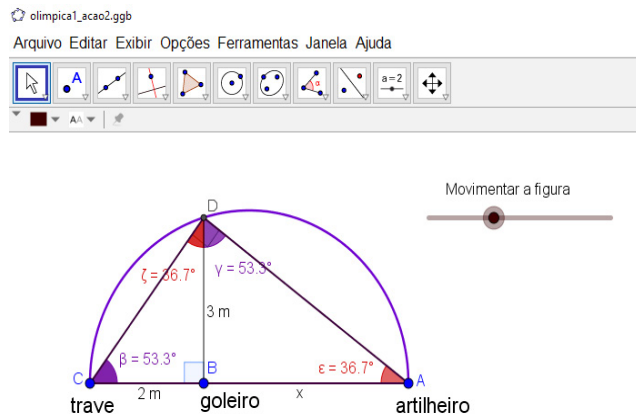 olimpica1_acao2.ggb
Arquivo Editar Exibir Opções Ferramentas Janela Ajuda
A
α
a=2
AA
Movimentar a figura
D
ζ = 36.7°
γ = 53.3°
3 m
β = 53.3°
ε = 36.7°
C
B
A
2 m
x
trave
goleiro
artilheiro